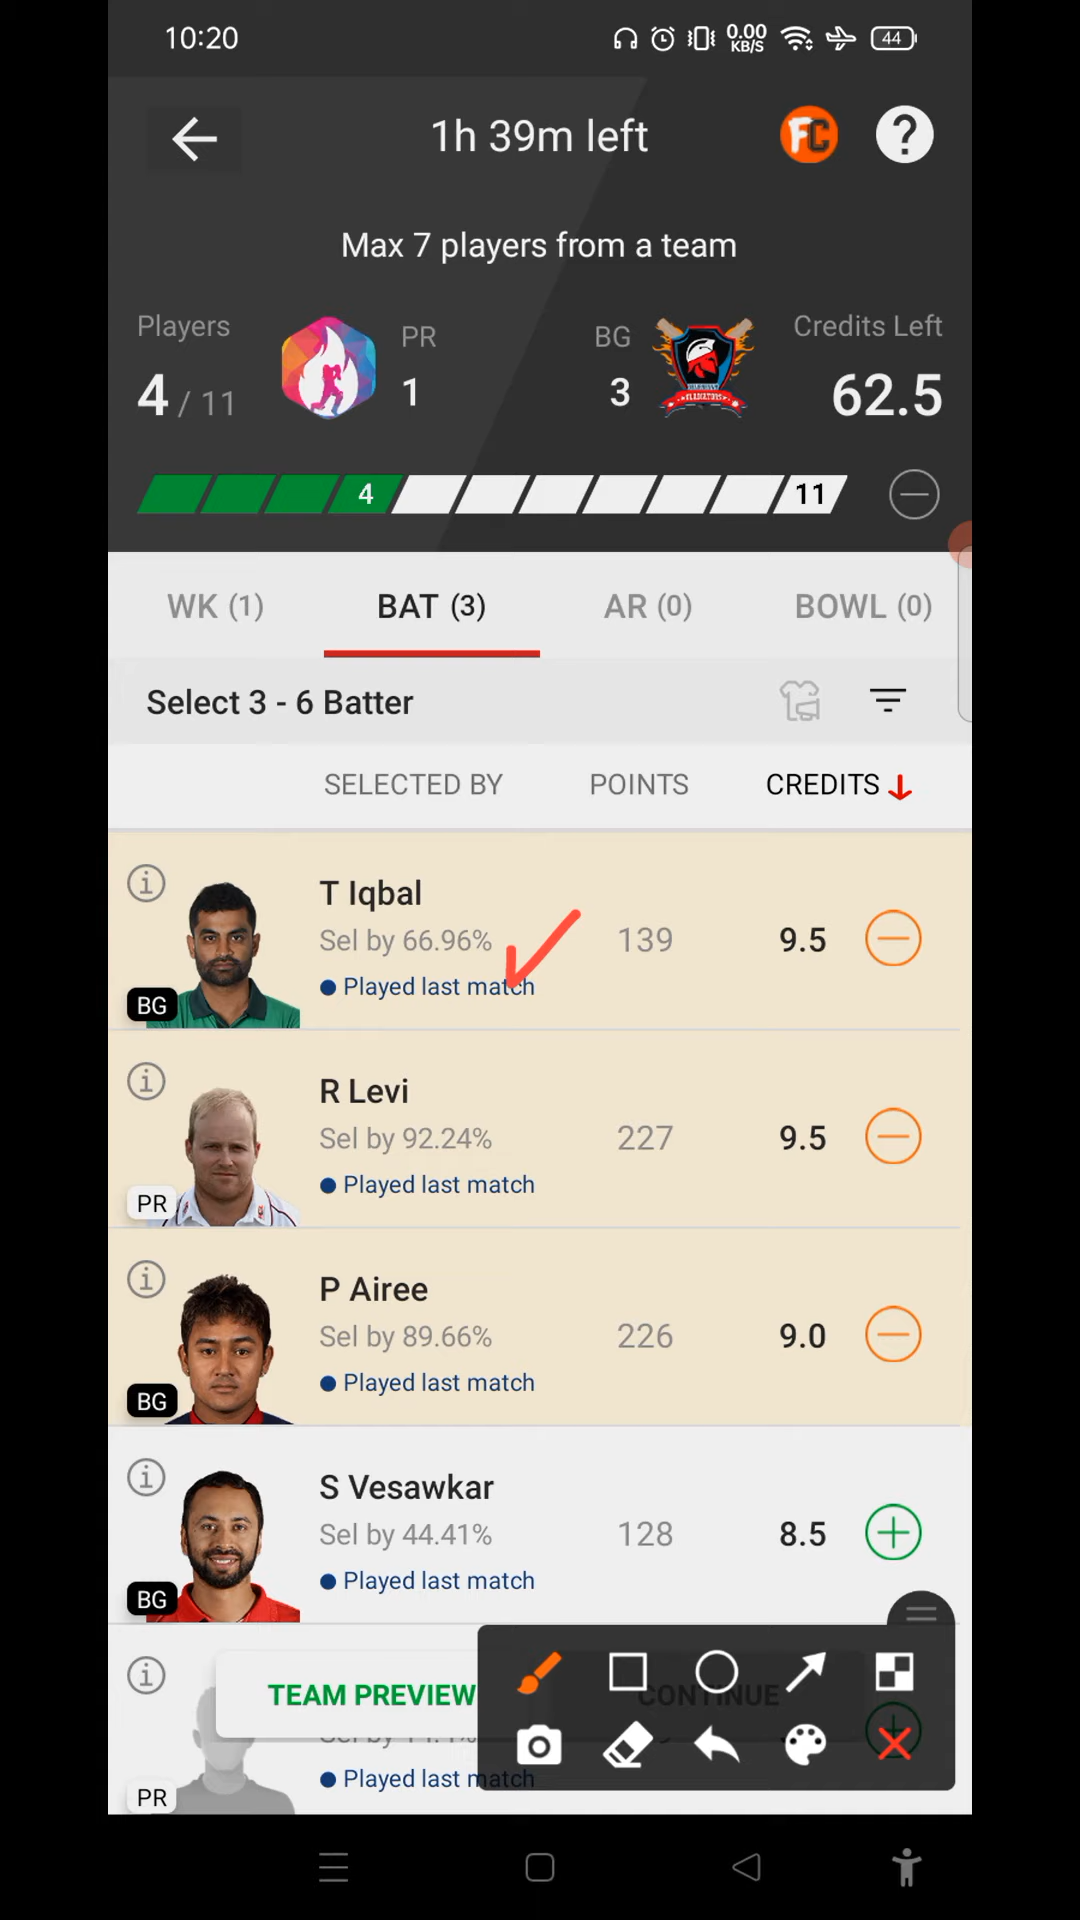 10:20
0.00
KB/S
44
1h 39m left
FC
?
Max 7 players from a team
Players
PR
BG
Credits Left
4 / 11
1
3
62.5
4
11
WK (1)
BAT (3)
AR (0)
BOWL (0)
Select 3 - 6 Batter
SELECTED BY
POINTS
CREDITS
T Iqbal
Sel by 66.96%
139
9.5
Played last match
BG
R Levi
Sel by 92.24%
227
9.5
Played last match
PR
P Airee
Sel by 89.66%
226
9.0
Played last match
BG
S Vesawkar
Sel by 44.41%
128
8.5
Played last match
BG
TEAM PREVIEW
CONTINUE
Sel by
Played last match
PR